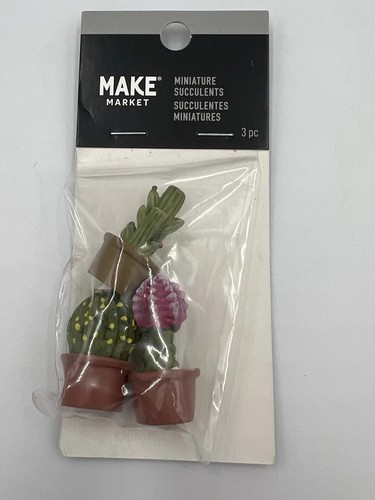 MAKE®
MARKET
MINIATURE
SUCCULENTS
SUCCULENTES
MINIATURES
3 pc